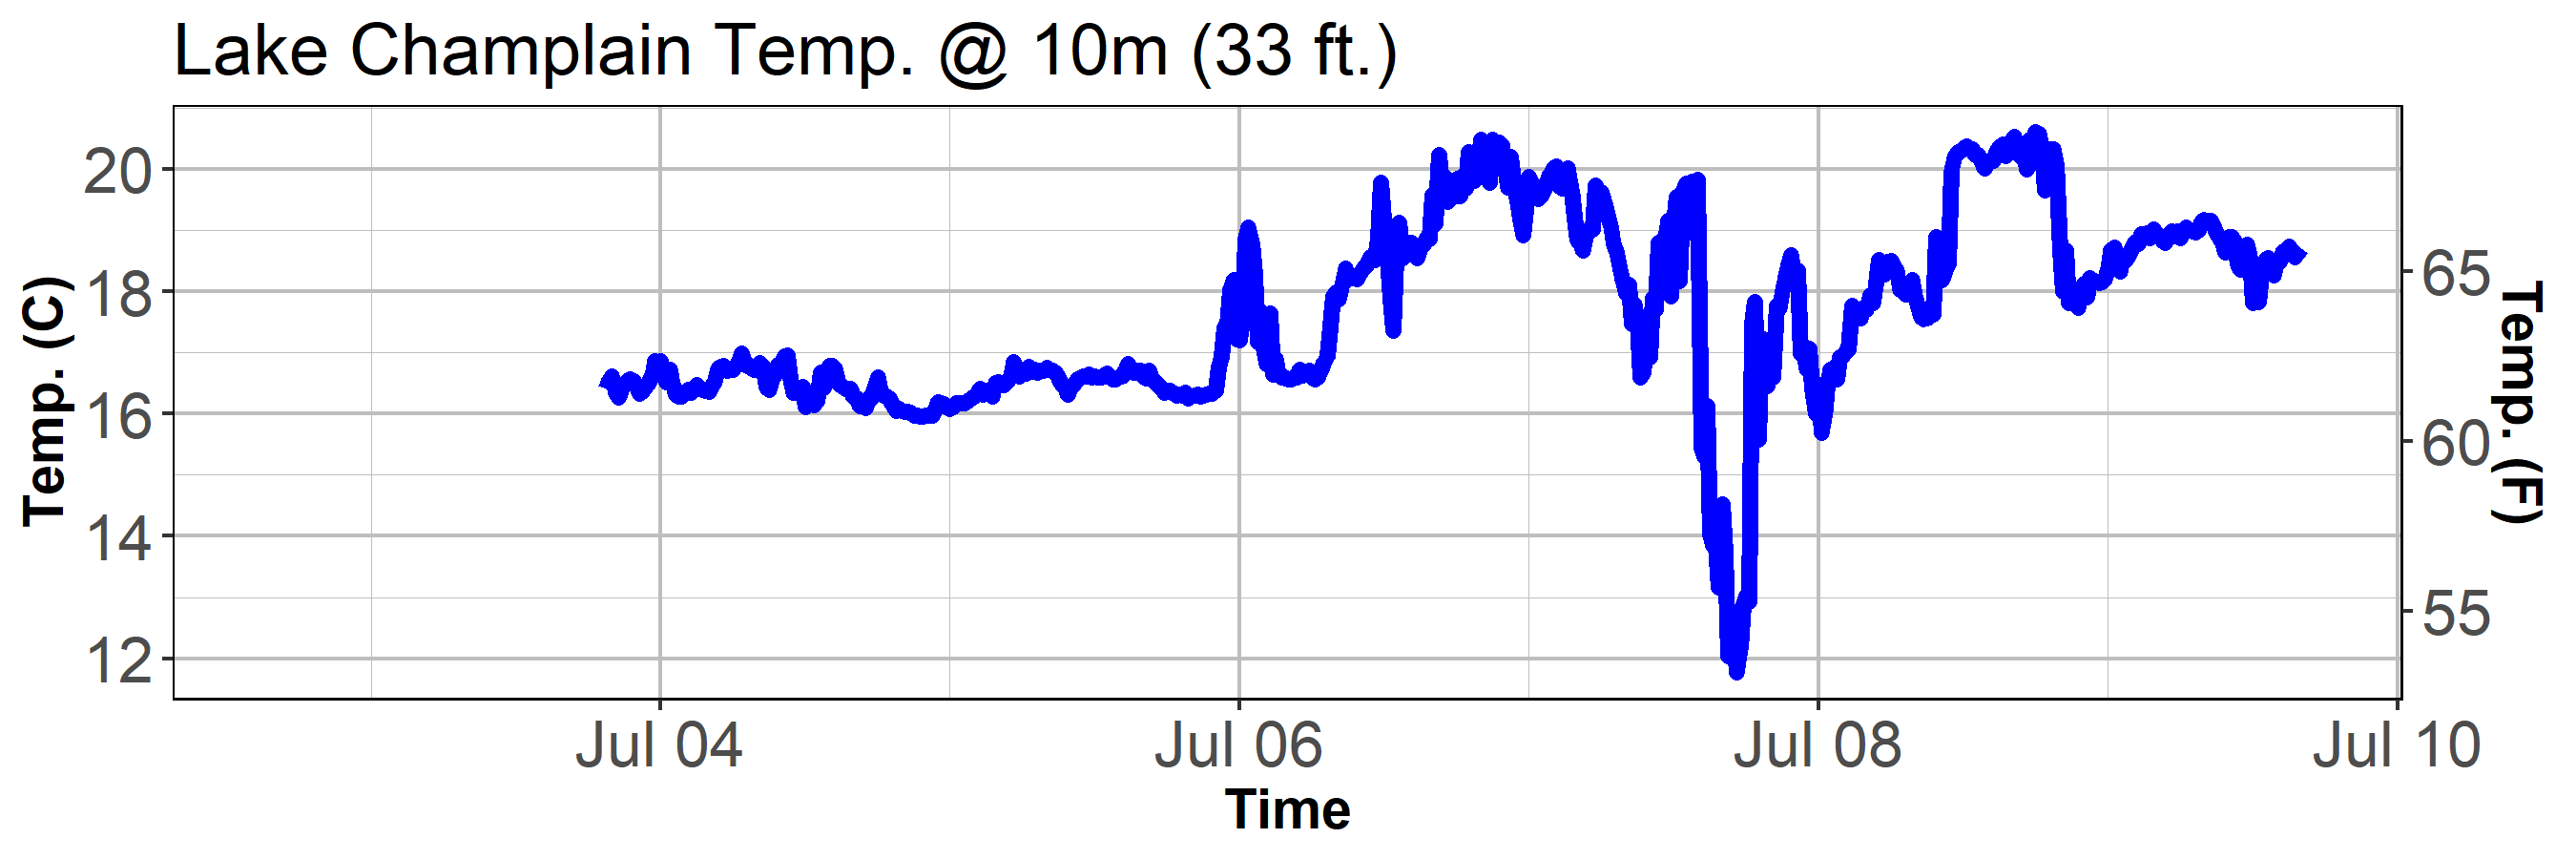 Lake Champlain Temp. @ 10m (33 ft.)
Temp. (C)
20
18
16
14
12
65
60
55
Temp. (F)
Jul 04 Jul 06 Jul 08 Jul 10
Time